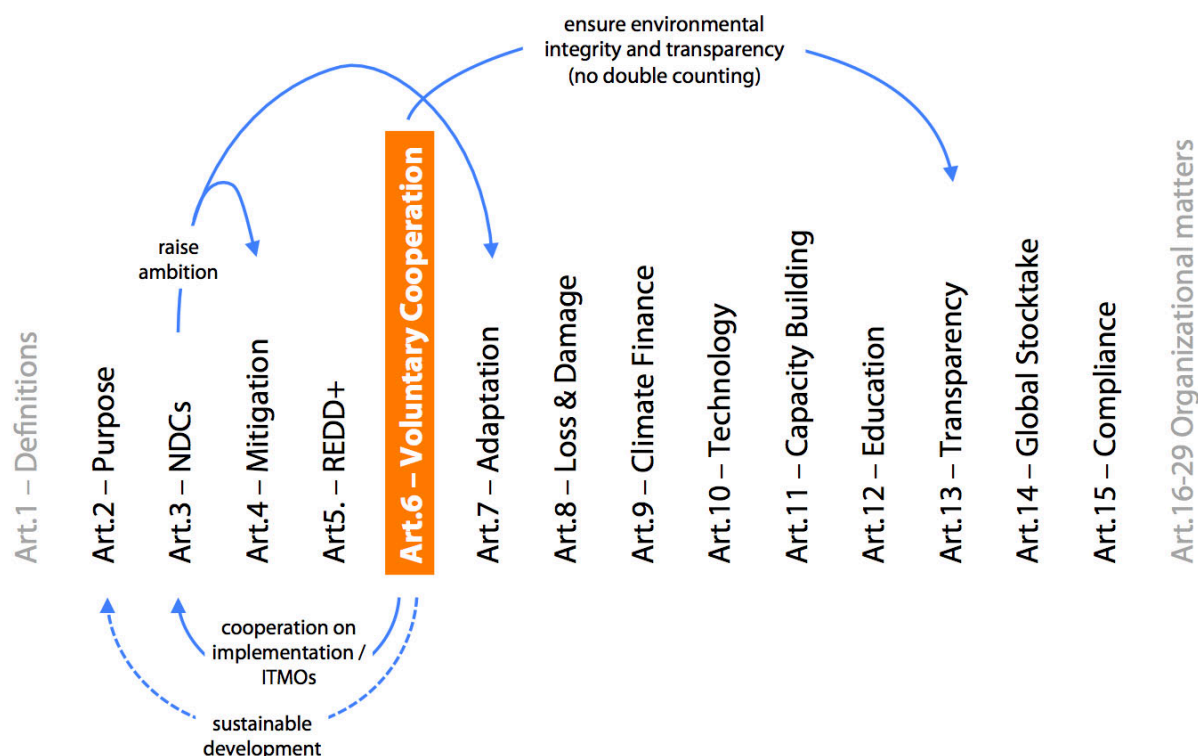 ensure environmental
integrity and transparency
(no double counting)
raise
ambition
Art.1 – Definitions
Art.2 – Purpose
Art.3 – NDCs
Art.4 – Mitigation
Art5. – REDD+
Art.6 – Voluntary Cooperation
Art.7 – Adaptation
Art.8 – Loss & Damage
Art.9 – Climate Finance
Art.10 – Technology
Art.11 – Capacity Building
Art.12 – Education
Art.13 – Transparency
Art.14 – Global Stocktake
Art.15 – Compliance
Art.16-29 Organizational matters
cooperation on
implementation /
ITMOs
sustainable
development